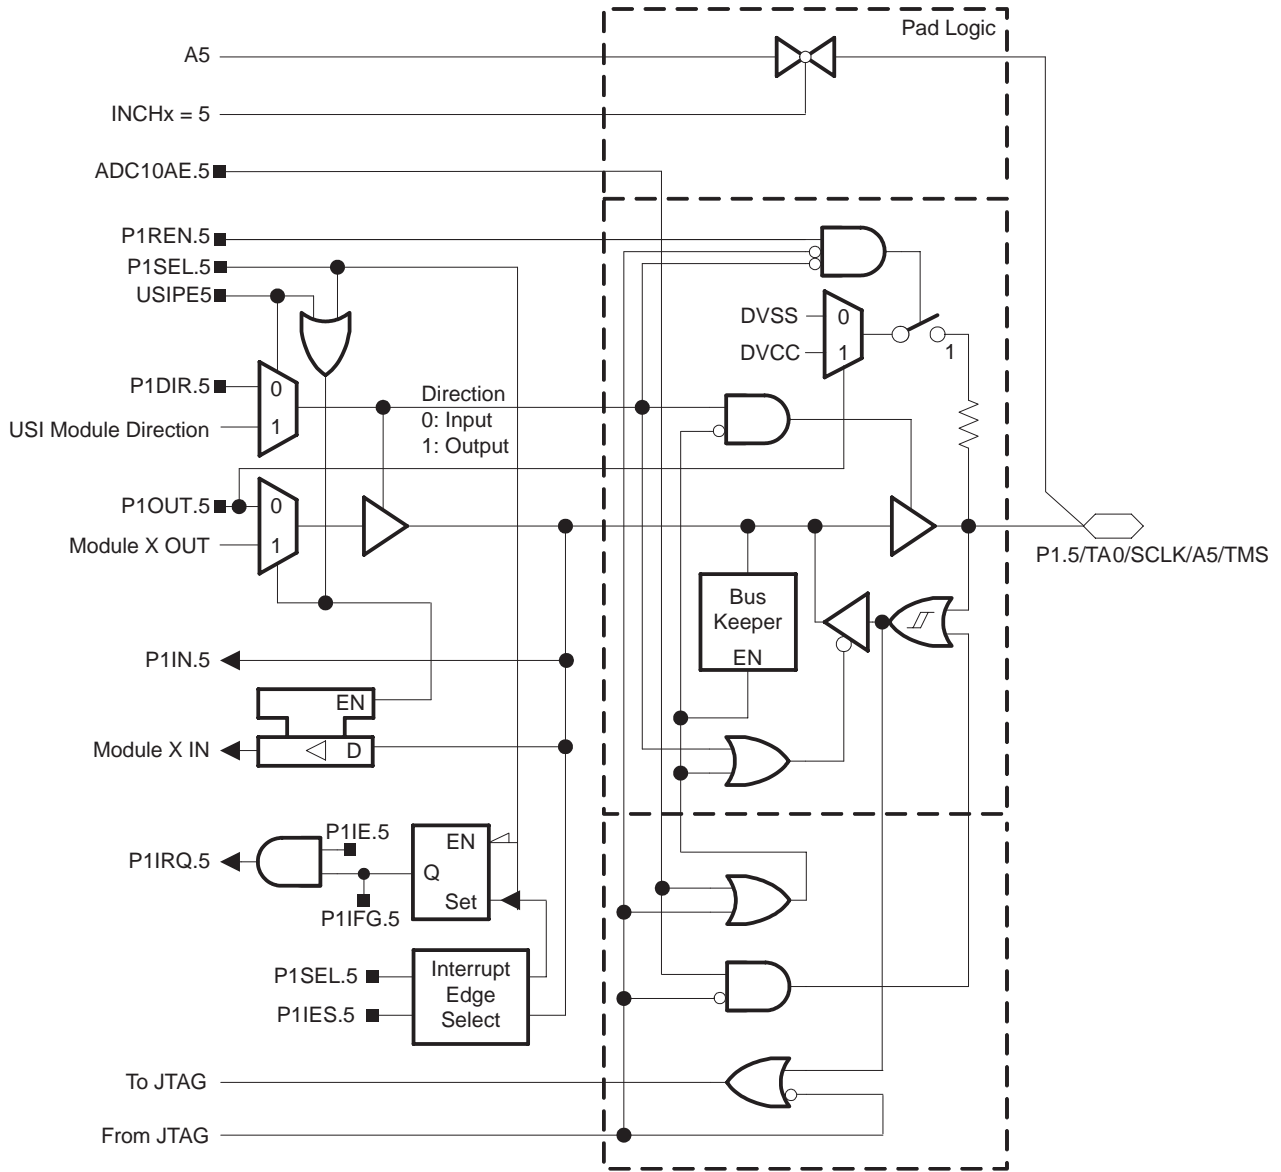 Pad Logic
A5
INCHx = 5
ADC10AE.5
P1REN.5
P1SEL.5
USIPE5
DVSS
0
DVCC
1
1
P1DIR.5
0
USI Module Direction
1
Direction
0: Input
1: Output
P1OUT.5
0
Module X OUT
1
P1.5/TA0/SCLK/A5/TMS
Bus
Keeper
EN
P1IN.5
EN
Module X IN
D
P1IE.5
P1IRQ.5
EN
Q
Set
P1IFG.5
P1SEL.5
P1IES.5
Interrupt
Edge
Select
To JTAG
From JTAG